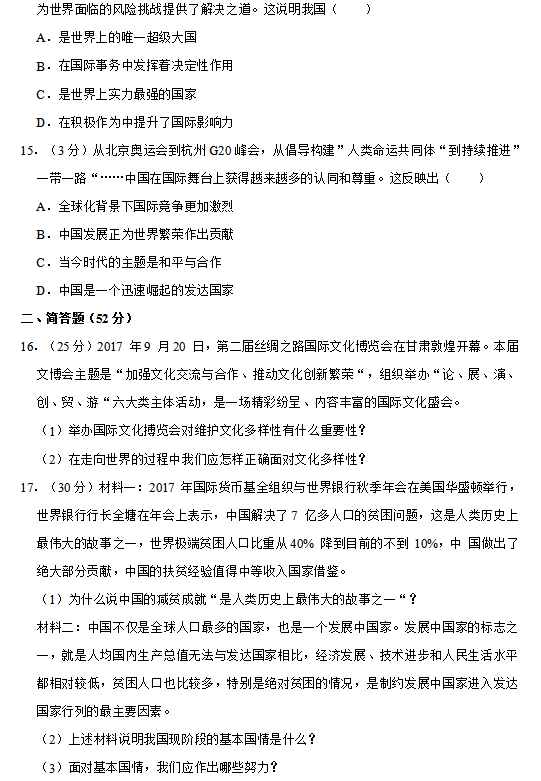 为世界面临的风险挑战提供了解决之道。这说明我国（　　）
A．是世界上的唯一超级大国
B．在国际事务中发挥着决定性作用
C．是世界上实力最强的国家
D．在积极作为中提升了国际影响力
15．（3分）从北京奥运会到杭州G20峰会，从倡导构建”人类命运共同体“到持续推进”
一带一路“……中国在国际舞台上获得越来越多的认同和尊重。这反映出（　　）
A．全球化背景下国际竞争更加激烈
B．中国发展正为世界繁荣作出贡献
C．当今时代的主题是和平与合作
D．中国是一个迅速崛起的发达国家
二、简答题（52分）
16．（25分）2017 年9 月20 日，第二届丝绸之路国际文化博览会在甘肃敦煌开幕。本届
文博会主题是“加强文化交流与合作、推动文化创新繁荣“，组织举办“论、展、演、
创、贸、游“六大类主体活动，是一场精彩纷呈、内容丰富的国际文化盛会。
（1）举办国际文化博览会对维护文化多样性有什么重要性？
（2）在走向世界的过程中我们应怎样正确面对文化多样性？
17．（30分）材料一：2017 年国际货币基全组织与世界银行秋季年会在美国华盛顿举行，
世界银行行长全塘在年会上表示，中国解决了7 亿多人口的贫困问题，这是人类历史上
最伟大的故事之一，世界极端贫困人口比重从40% 降到目前的不到 10%，中 国做出了
绝大部分贡献，中国的扶贫经验值得中等收入国家借鉴。
（1）为什么说中国的减贫成就“是人类历史上最伟大的故事之一“？
材料二：中国不仅是全球人口最多的国家，也是一个发展中国家。发展中国家的标志之
一，就是人均国内生产总值无法与发达国家相比，经济发展、技术进步和人民生活水平
都相对较低，贫困人口也比较多，特别是绝对贫困的情况，是制约发展中国家进入发达
国家行列的最主要因素。
（2）上述材料说明我国现阶段的基本国情是什么？
（3）面对基本国情，我们应作出哪些努力？